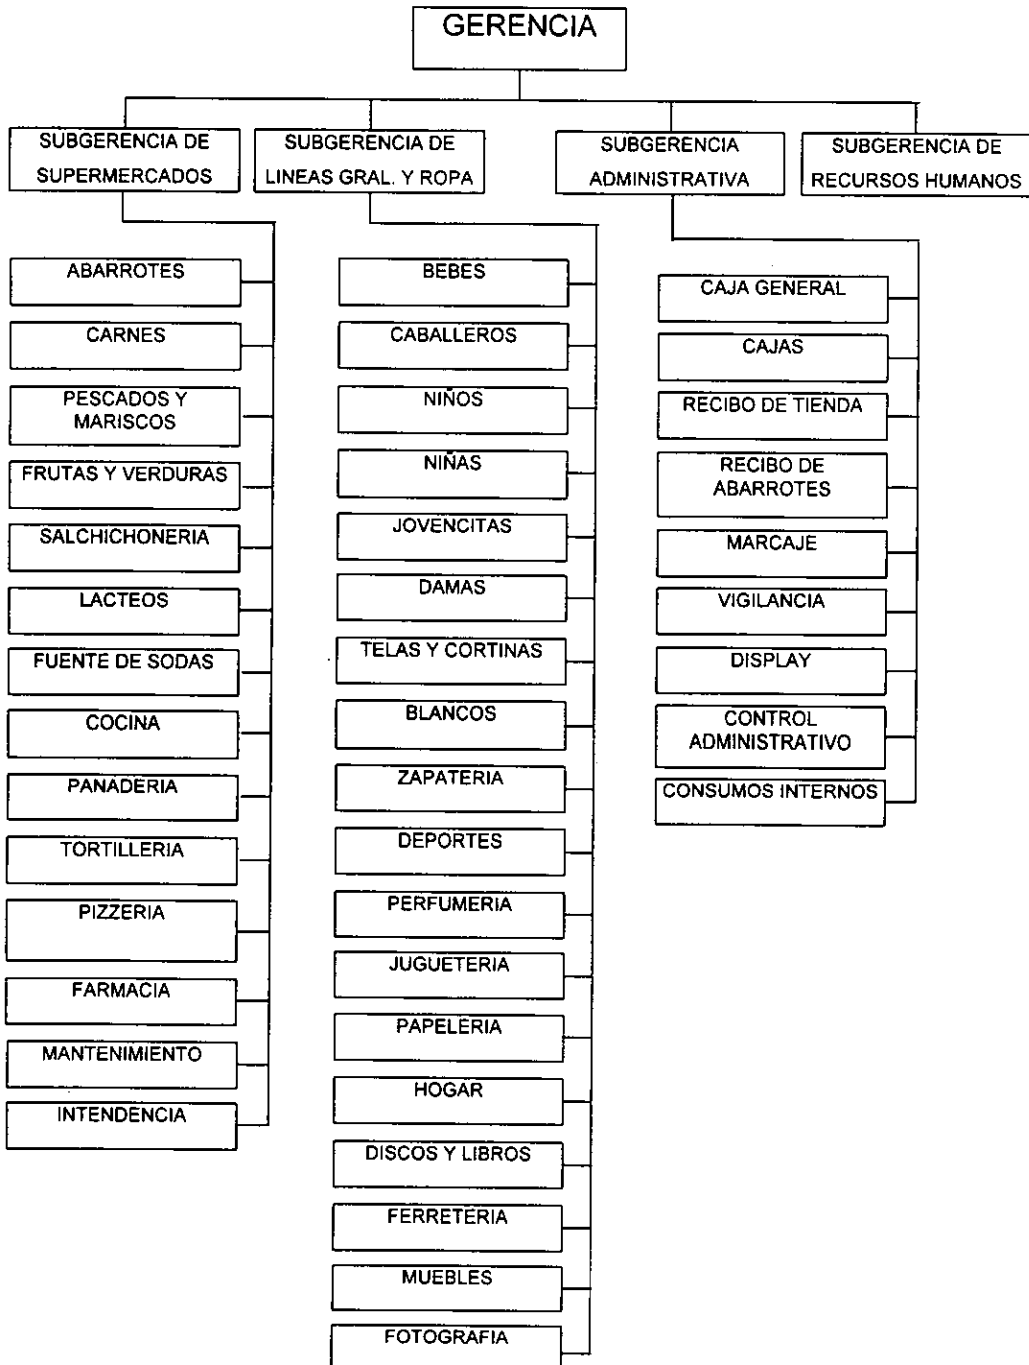 GERENCIA
SUBGERENCIA DE
SUPERMERCADOS
SUBGERENCIA DE
LINEAS GRAL. Y ROPA
SUBGERENCIA
ADMINISTRATIVA
SUBGERENCIA DE
RECURSOS HUMANOS
ABARROTES
CARNES
PESCADOS Y
MARISCOS
FRUTAS Y VERDURAS
SALCHICHONERIA
LACTEOS
FUENTE DE SODAS
COCINA
PANADERIA
TORTILLERIA
PIZZERIA
FARMACIA
MANTENIMIENTO
INTENDENCIA
BEBES
CABALLEROS
NIÑOS
NIÑAS
JOVENCITAS
DAMAS
TELAS Y CORTINAS
BLANCOS
ZAPATERIA
DEPORTES
PERFUMERIA
JUGUETERIA
PAPELERIA
HOGAR
DISCOS Y LIBROS
FERRETERIA
MUEBLES
FOTOGRAFIA
CAJA GENERAL
CAJAS
RECIBO DE TIENDA
RECIBO DE
ABARROTES
MARCAJE
VIGILANCIA
DISPLAY
CONTROL
ADMINISTRATIVO
CONSUMOS INTERNOS